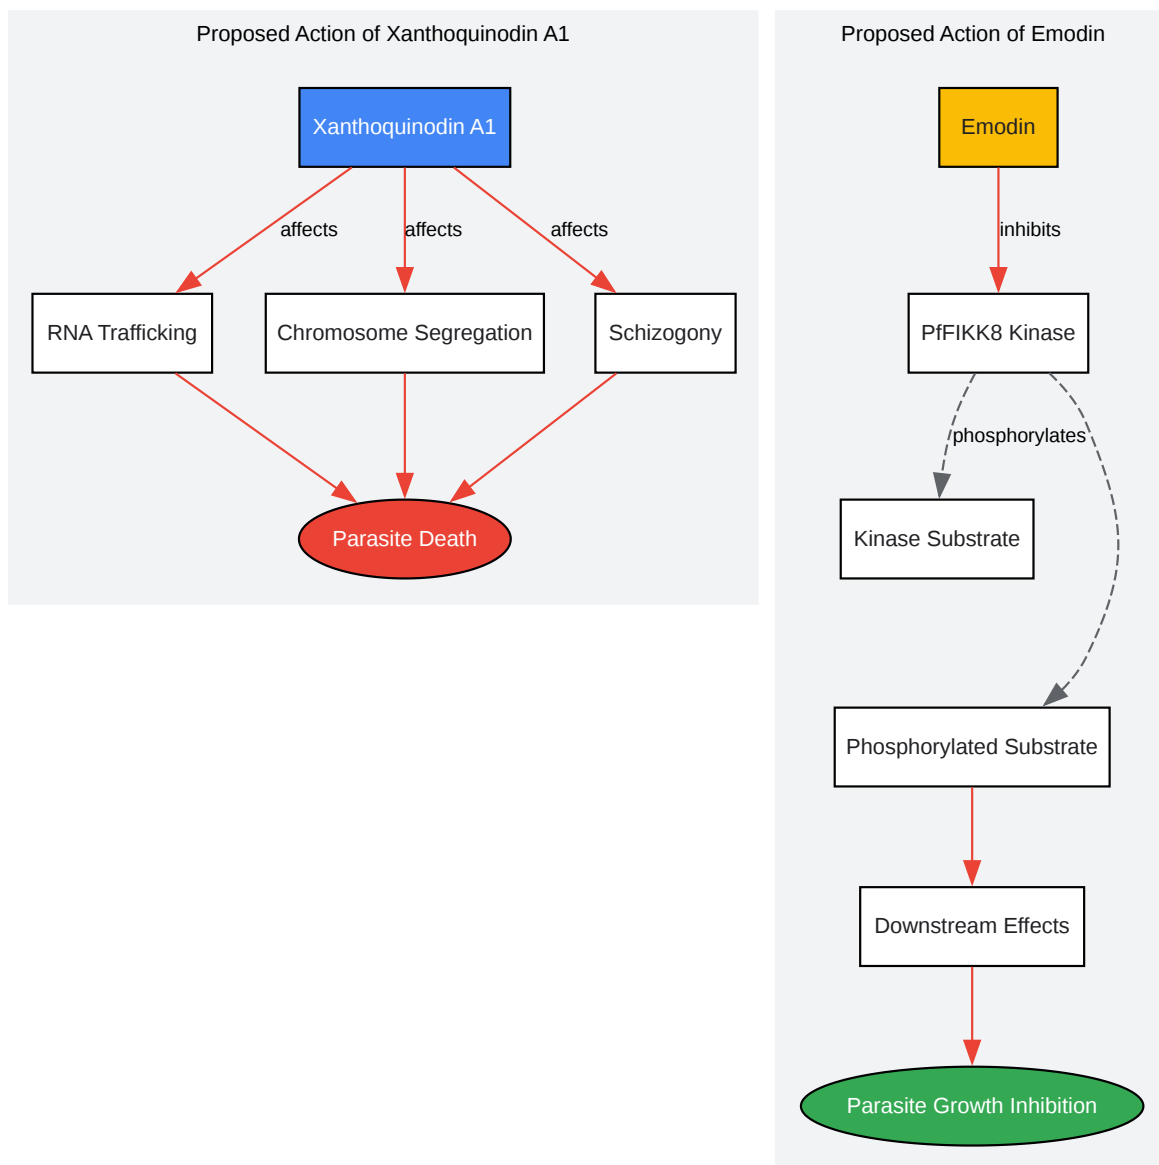 Proposed Action of Xanthoquinodin A1
Xanthoquinodin A1
affects
affects
affects
RNA Trafficking
Chromosome Segregation
Schizogony
Parasite Death
Proposed Action of Emodin
Emodin
inhibits
PfFIKK8 Kinase
phosphorylates
Kinase Substrate
Phosphorylated Substrate
Downstream Effects
Parasite Growth Inhibition